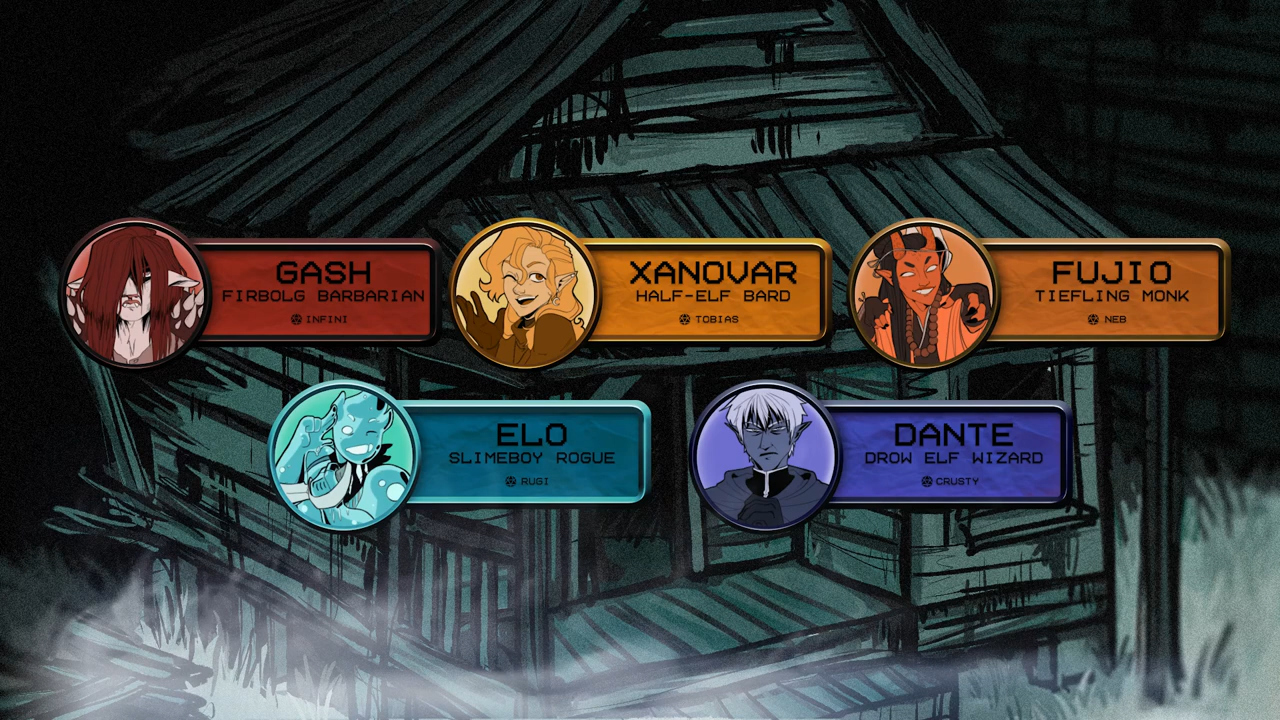 GASH
FIRBOLG BARBARIAN
INFINI
XANOVAR
HALF-ELF BARD
TOBIAS
FUJIO
TIEFLING MONK
NEB
ELO
SLIMEBOY ROGUE
RUGI
DANTE
DROW ELF WIZARD
CRUSTY